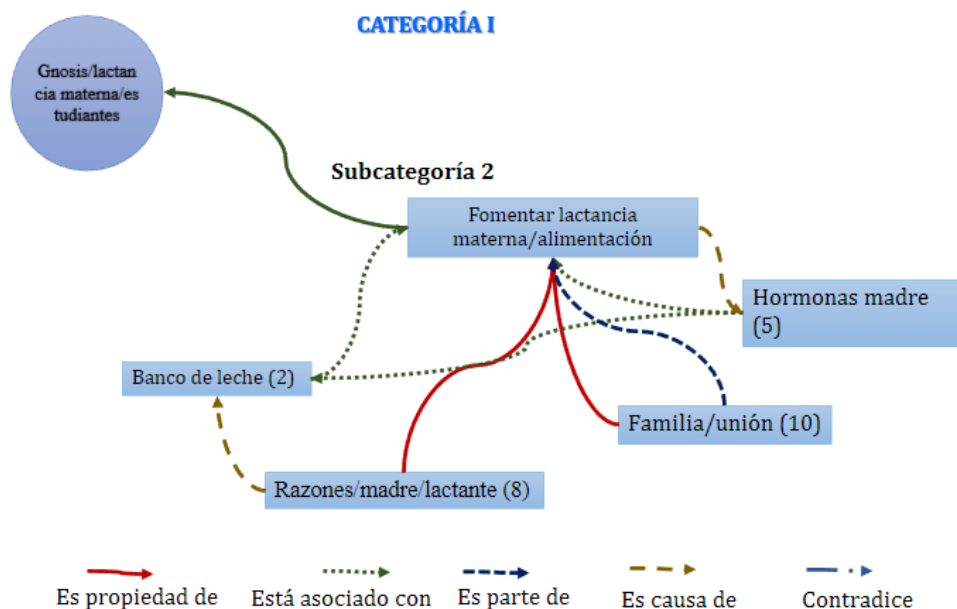 CATEGORÍA I
Gnosis/lactan
cia materna/es
tudiantes
Subcategoría 2
Fomentar lactancia
materna/alimentación
Hormonas madre
(5)
Banco de leche (2)
Familia/unión (10)
Razones/madre/lactante (8)
Es propiedad de
Está asociado con
Es parte de
Es causa de
Contradice